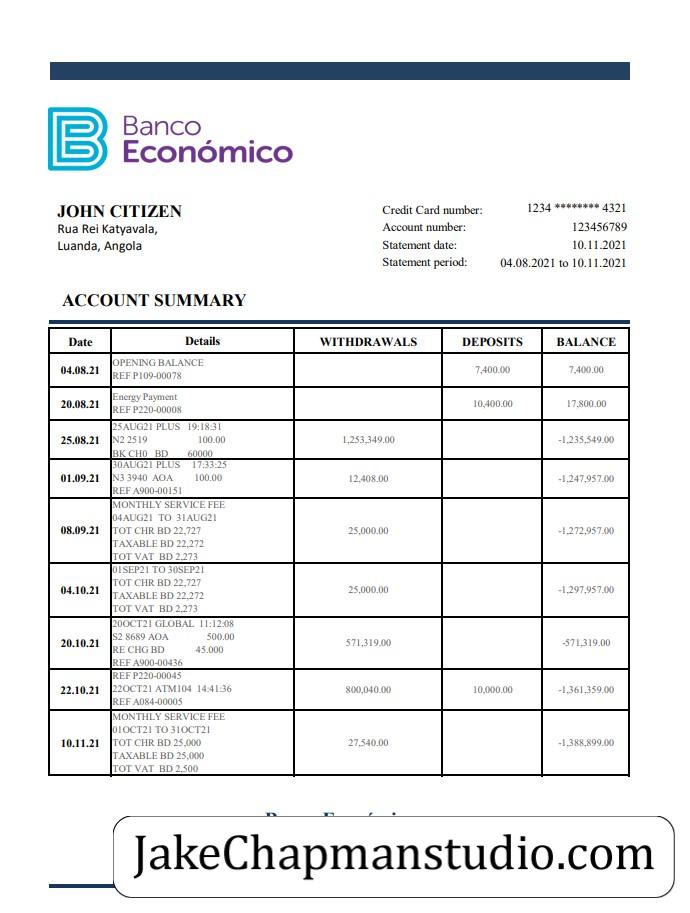 Banco
Económico
JOHN CITIZEN
Rua Rei Katyavala,
Luanda, Angola
Credit Card number: 1234 ******** 4321
Account number: 123456789
Statement date: 10.11.2021
Statement period: 04.08.2021 to 10.11.2021
ACCOUNT SUMMARY
Date Details WITHDRAWALS DEPOSITS BALANCE
04.08.21 OPENING BALANCE 7,400.00 7,400.00
REF P109-00078
20.08.21 Energy Payment 10,400.00 17,800.00
REF P220-00008
25.08.21 25AUG21 PLUS 19:18:31 1,253,349.00 -1,235,549.00
N2 2519 100.00
BK CH0 BD 60000
01.09.21 30AUG21 PLUS 17:33:25 12,408.00 -1,247,957.00
N3 3940 AOA 100.00
REF A900-00151
08.09.21 MONTHLY SERVICE FEE 25,000.00 -1,272,957.00
04AUG21 TO 31AUG21
TOT CHR BD 22,727
TAXABLE BD 22,272
TOT VAT BD 2,273
04.10.21 01SEP21 TO 30SEP21 25,000.00 -1,297,957.00
TOT CHR BD 22,727
TAXABLE BD 22,272
TOT VAT BD 2,273
20.10.21 20OCT21 GLOBAL 11:12:08 571,319.00 -571,319.00
S2 8689 AOA 500.00
RE CHG BD 45.000
REF A900-00436
22.10.21 REF P220-00045 800,040.00 10,000.00 -1,361,359.00
22OCT21 ATM104 14:41:36
REF A084-00005
10.11.21 MONTHLY SERVICE FEE 27,540.00 -1,388,899.00
01OCT21 TO 31OCT21
TOT CHR BD 25,000
TAXABLE BD 25,000
TOT VAT BD 2,500
JakeChapmanstudio.com